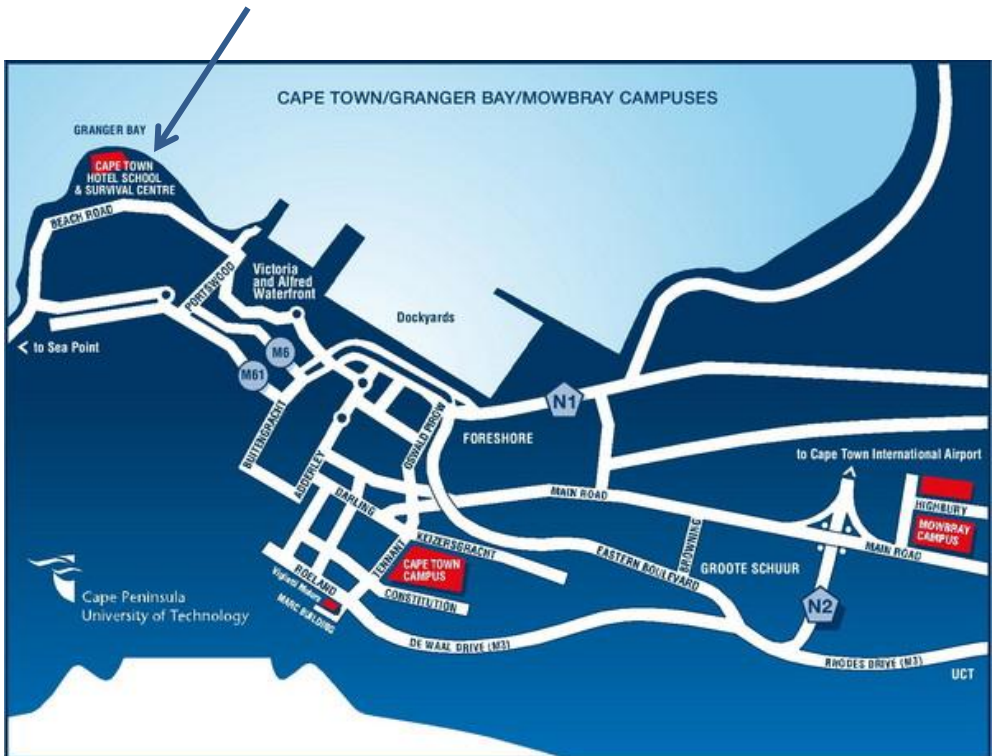 CAPE TOWN/GRANGER BAY/MOWBRAY CAMPUSES
GRANGER BAY
CAPE TOWN
HOTEL SCHOOL
& SURVIVAL CENTRE
BEACH ROAD
PORTSWOOD
Victoria
and Alfred
Waterfront
Dockyards
< to Sea Point
M6
M61
N1
BUITENGRACHT
ADDERLEY
OSWALD PIROW
FORESHORE
to Cape Town International Airport
DARLING
MAIN ROAD
HIGHBURY
MOWBRAY
CAMPUS
MAIN ROAD
KEIZERSGRACHT
TENNANT
CAPE TOWN
CAMPUS
CONSTITUTION
EASTERN BOULEVARD
BROWNING
GROOTE SCHUUR
N2
ROELAND
MARC BUILDING
Cape Peninsula
University of Technology
DE WAAL DRIVE (M3)
RHODES DRIVE (M3)
UCT